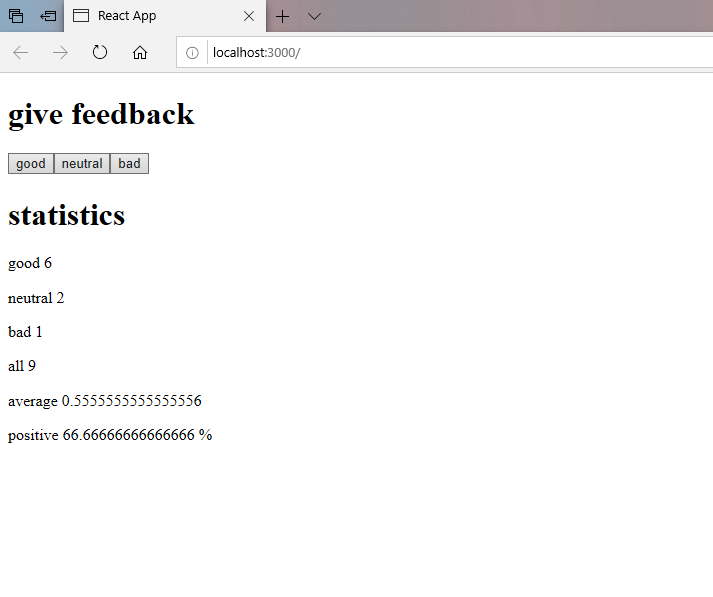 React App
localhost:3000/
give feedback
good neutral bad
statistics
good 6
neutral 2
bad 1
all 9
average 0.5555555555555556
positive 66.66666666666666 %